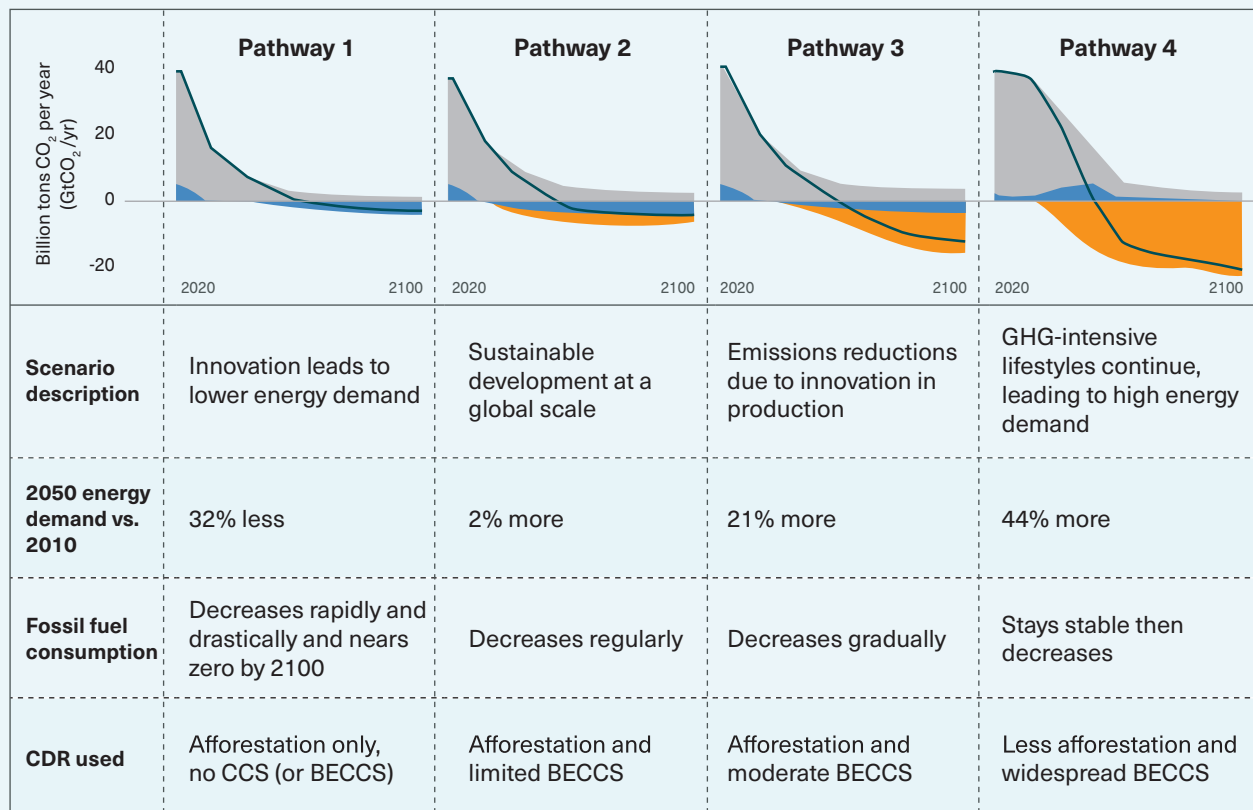 Pathway 1
Pathway 2
Pathway 3
Pathway 4
Billion tons CO2 per year
(GtCO2/yr)
40
20
0
-20
2020
2100
2020
2100
2020
2100
2020
2100
Scenario
description
Innovation leads to
lower energy demand
Sustainable
development at a
global scale
Emissions reductions
due to innovation in
production
GHG-intensive
lifestyles continue,
leading to high energy
demand
2050 energy
demand vs.
2010
32% less
2% more
21% more
44% more
Fossil fuel
consumption
Decreases rapidly and
drastically and nears
zero by 2100
Decreases regularly
Decreases gradually
Stays stable then
decreases
CDR used
Afforestation only,
no CCS (or BECCS)
Afforestation and
limited BECCS
Afforestation and
moderate BECCS
Less afforestation and
widespread BECCS